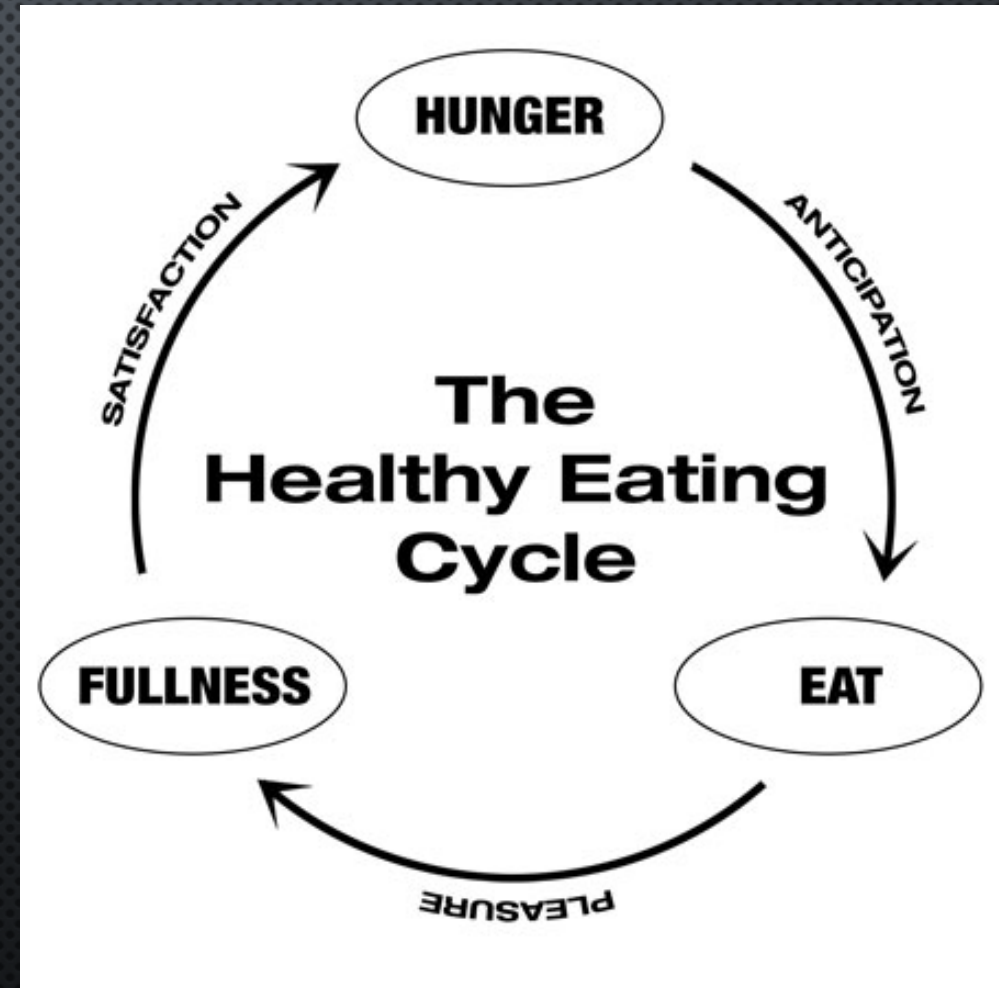 HUNGER
ANTICIPATION
SATISFACTION
The
Healthy Eating
Cycle
FULLNESS
EAT
PLEASURE